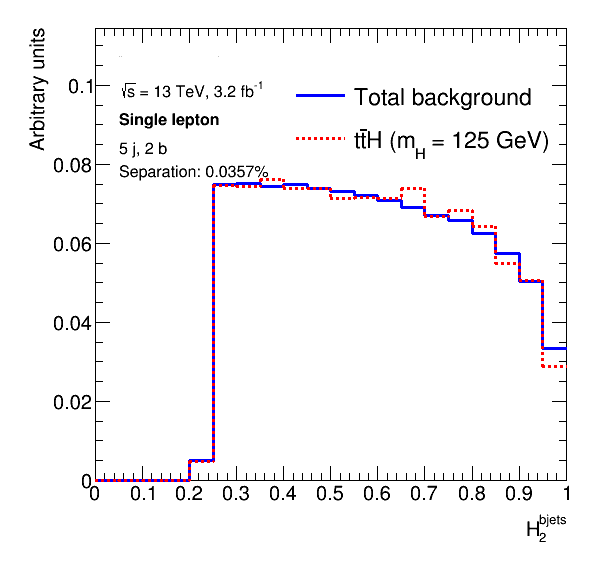 Arbitrary units
0.1
0.08
0.06
0.04
0.02
0
√s = 13 TeV, 3.2 fb⁻¹
Single lepton
5 j, 2 b
Separation: 0.0357%
Total background
tt̄H (m_H = 125 GeV)
0 0.1 0.2 0.3 0.4 0.5 0.6 0.7 0.8 0.9 1
H₂^bjets